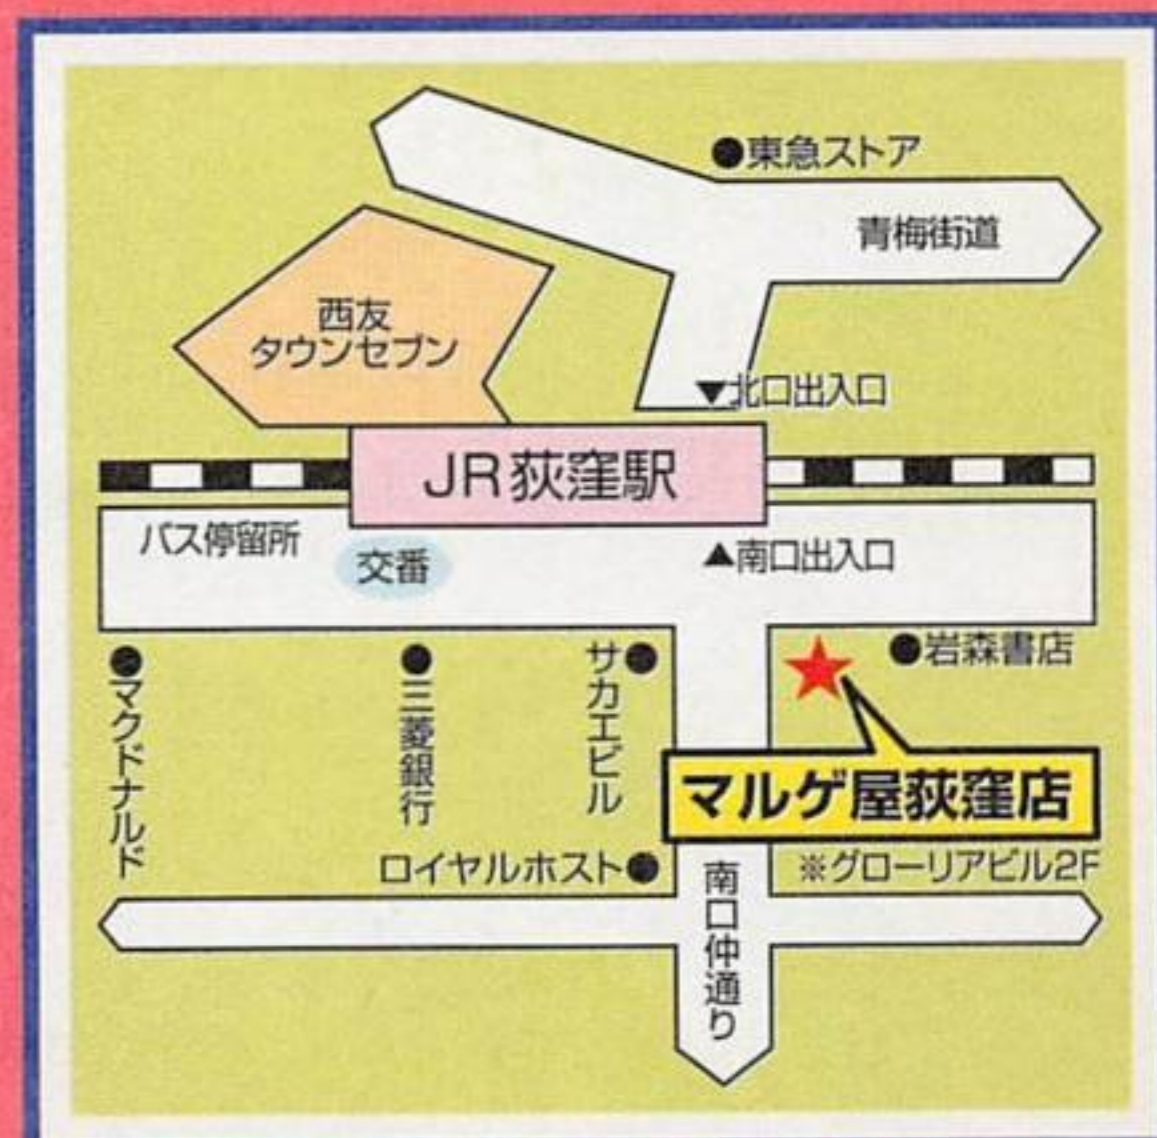 ●東急ストア
青梅街道
西友
タウンセブン
▼北口出入口
JR荻窪駅
バス停留所
交番
▲南口出入口
●マクドナルド
●三菱銀行
サカエビル●
●岩森書店
マルゲ屋荻窪店
ロイヤルホスト●
※グローリアビル2F
南口仲通り